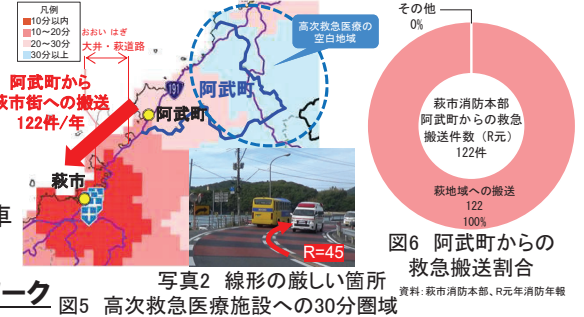 凡例
10分以内
10~20分
20~30分
30分以上
おおい はぎ
大井・萩道路
高次救急医療の
空白地域
阿武町から
萩市街への搬送
122件/年
191
阿武町
阿武町
萩市
車
R=45
写真2 線形の厳しい箇所
ーク
図5 高次救急医療施設への30分圏域
その他
0%
萩市消防本部
阿武町からの救急
搬送件数(R元)
122件
萩地域への搬送
122
100%
図6 阿武町からの
救急搬送割合
資料:萩市消防本部、R元年消防年報